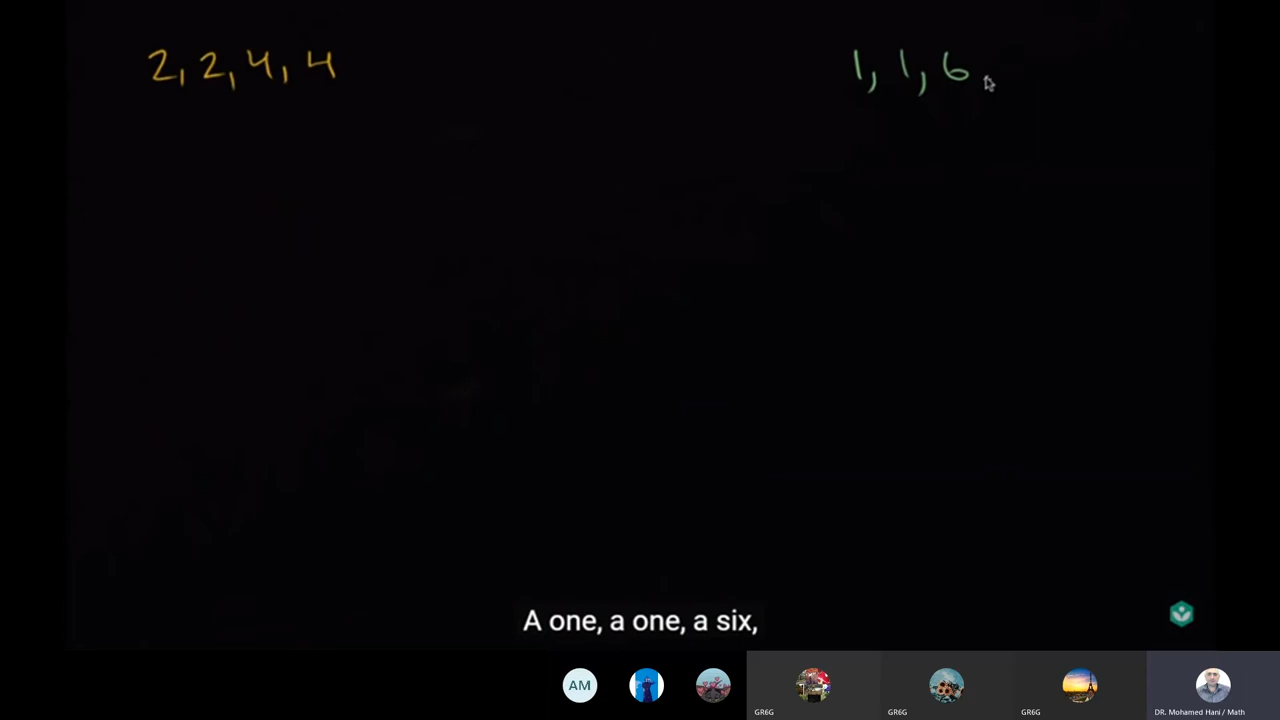 2, 2, 4, 4
1, 1, 6
A one, a one, a six,
AM
GR6G
GR6G
GR6G
DR. Mohamed Hani / Math